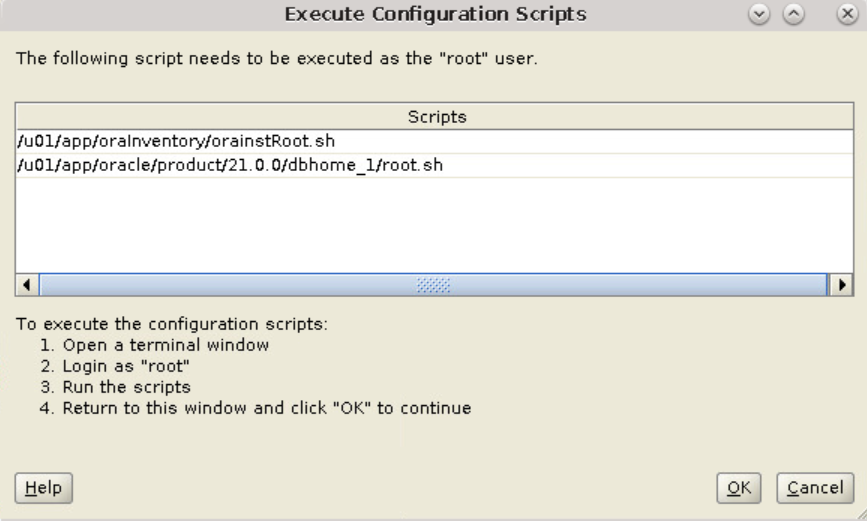 Execute Configuration Scripts
The following script needs to be executed as the "root" user.
Scripts
/u01/app/oraInventory/orainstRoot.sh
/u01/app/oracle/product/21.0.0/dbhome_1/root.sh
To execute the configuration scripts:
1. Open a terminal window
2. Login as "root"
3. Run the scripts
4. Return to this window and click "OK" to continue
Help
OK
Cancel